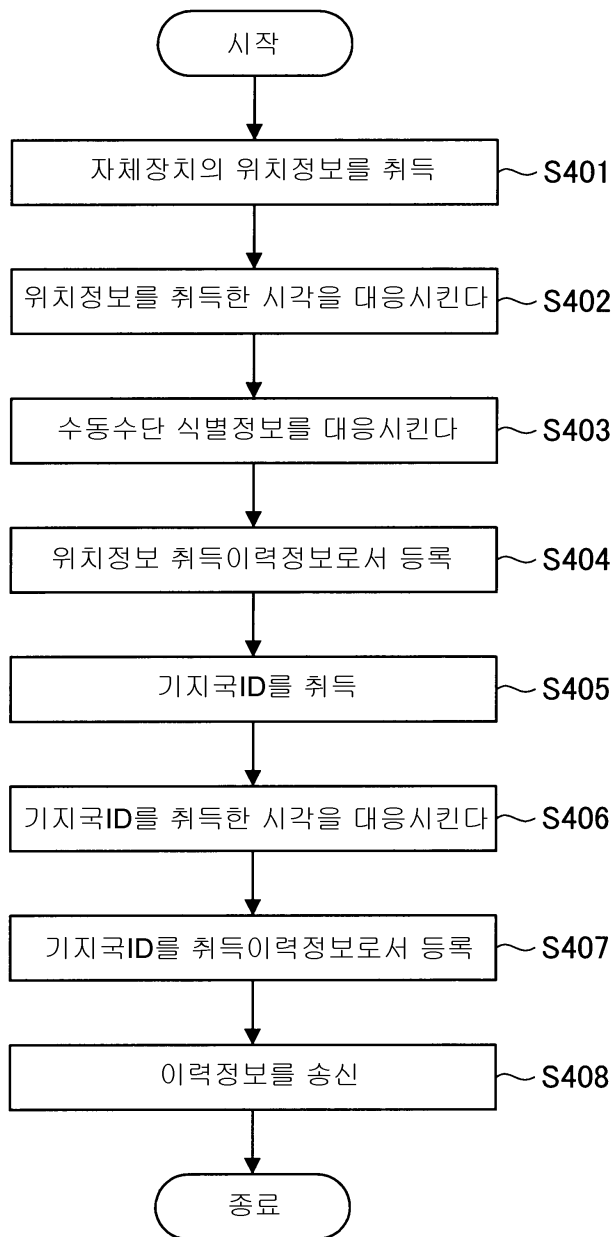 시작
자체장치의 위치정보를 취득
S401
위치정보를 취득한 시각을 대응시킨다
S402
수동수단 식별정보를 대응시킨다
S403
위치정보 취득이력정보로서 등록
S404
기지국ID를 취득
S405
기지국ID를 취득한 시각을 대응시킨다
S406
기지국ID를 취득이력정보로서 등록
S407
이력정보를 송신
S408
종료